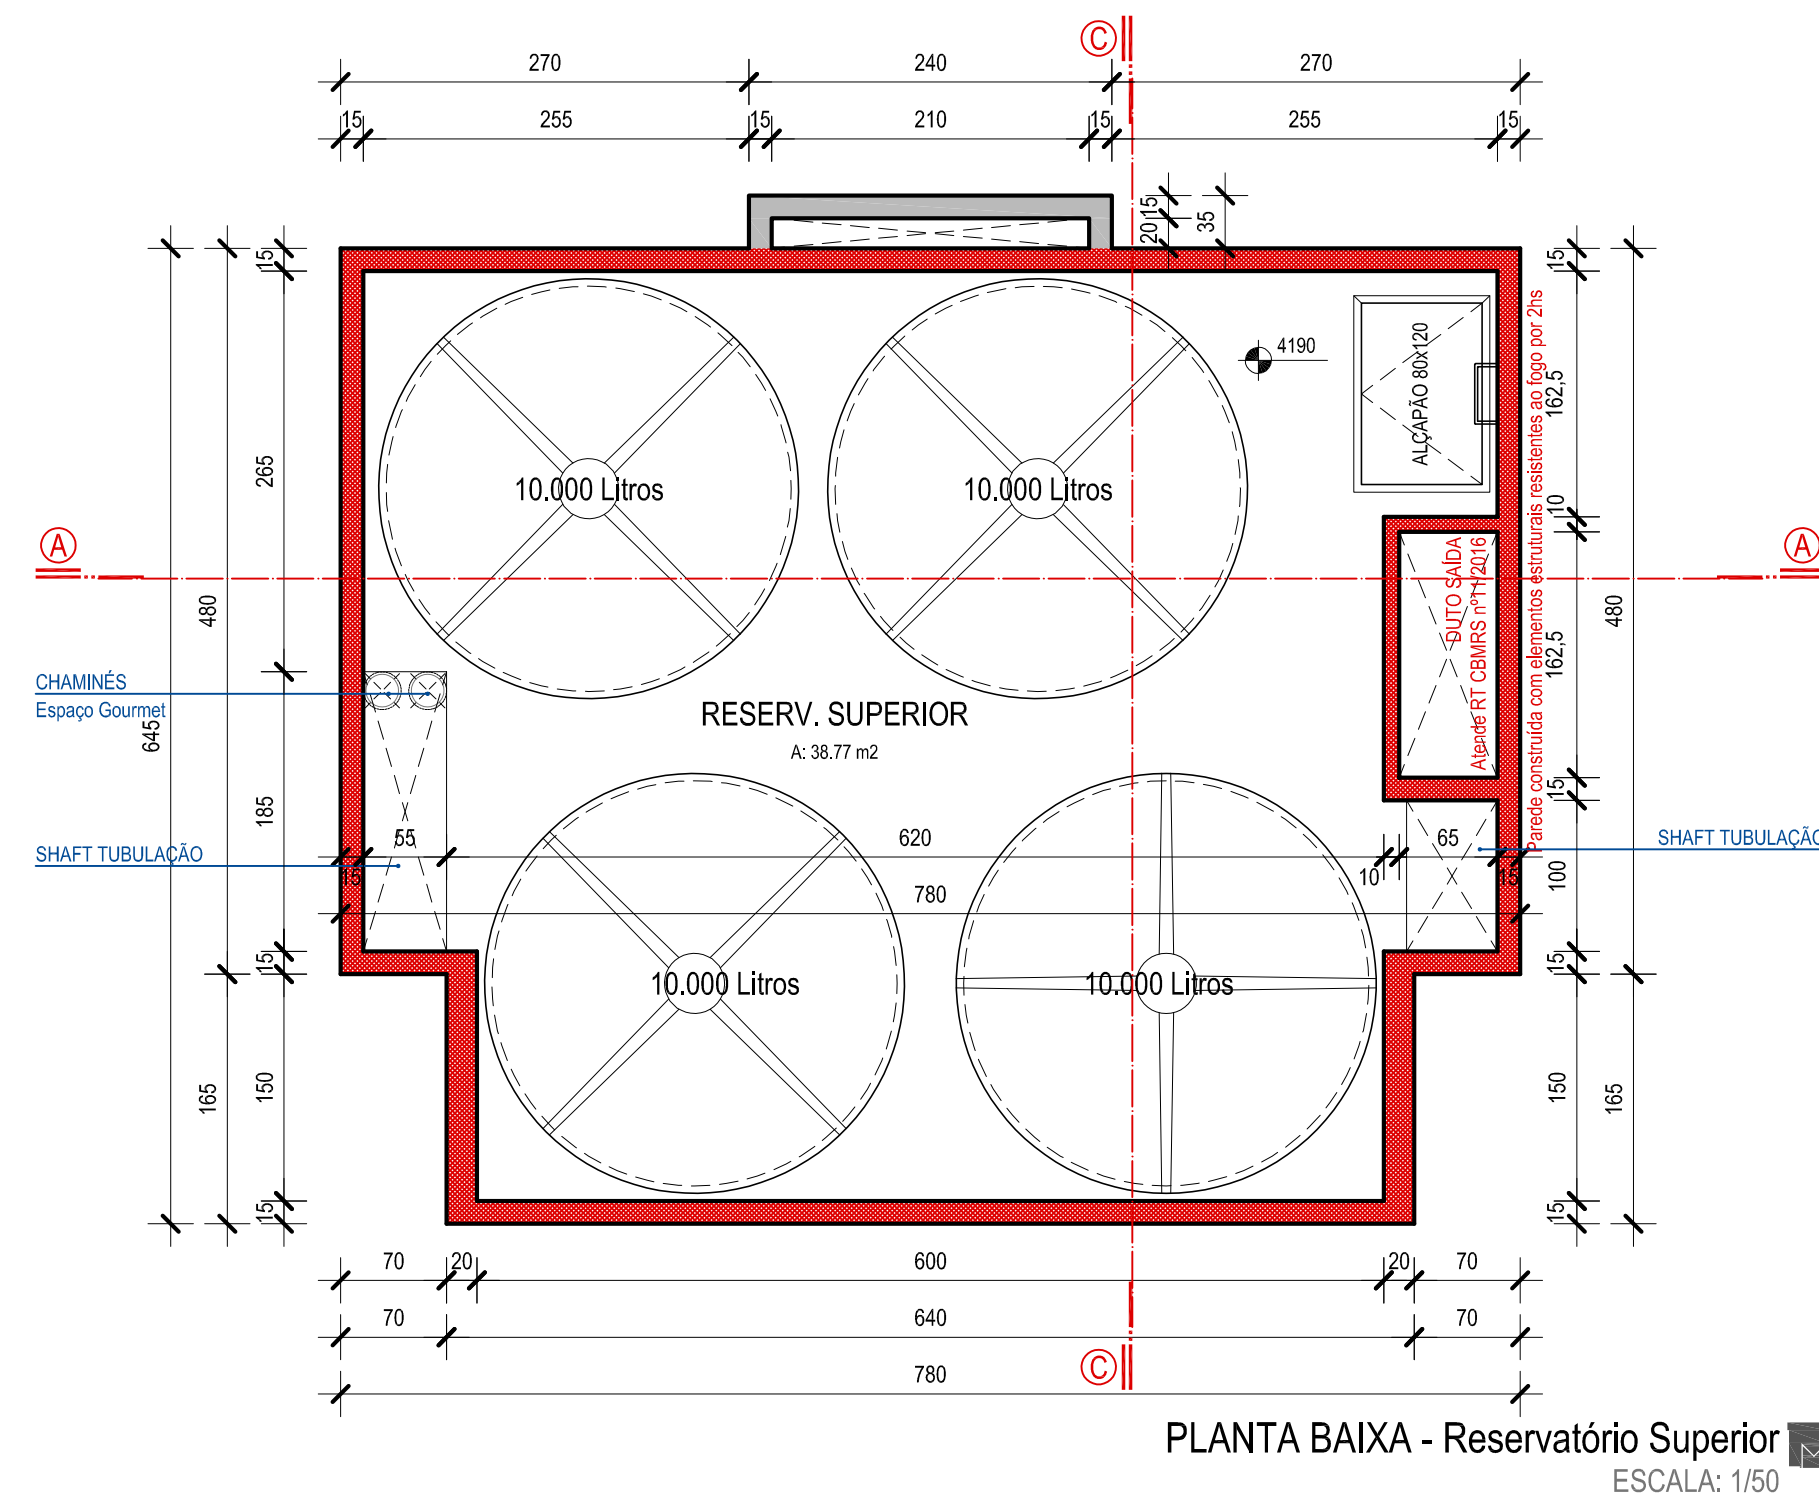 C
270
240
270
15
255
15
210
15
255
15
15
20
35
15
15
4190
ALÇAPÃO 80x120
162,5
Parede construída com elementos estruturais resistentes ao fogo por 2hs
265
10.000 Litros
10.000 Litros
10
A
A
DUTO SAÍDA
Atende RT CBMRS nº11/2016
480
480
162,5
CHAMINÉS
Espaço Gourmet
645
RESERV. SUPERIOR
A: 38.77 m2
15
185
55
620
65
SHAFT TUBULAÇÃO
SHAFT TUBULAÇÃO
15
10
15
100
780
15
15
10.000 Litros
10.000 Litros
165
150
150
165
15
15
70
20
600
20
70
70
640
70
C
780
PLANTA BAIXA - Reservatório Superior
ESCALA: 1/50